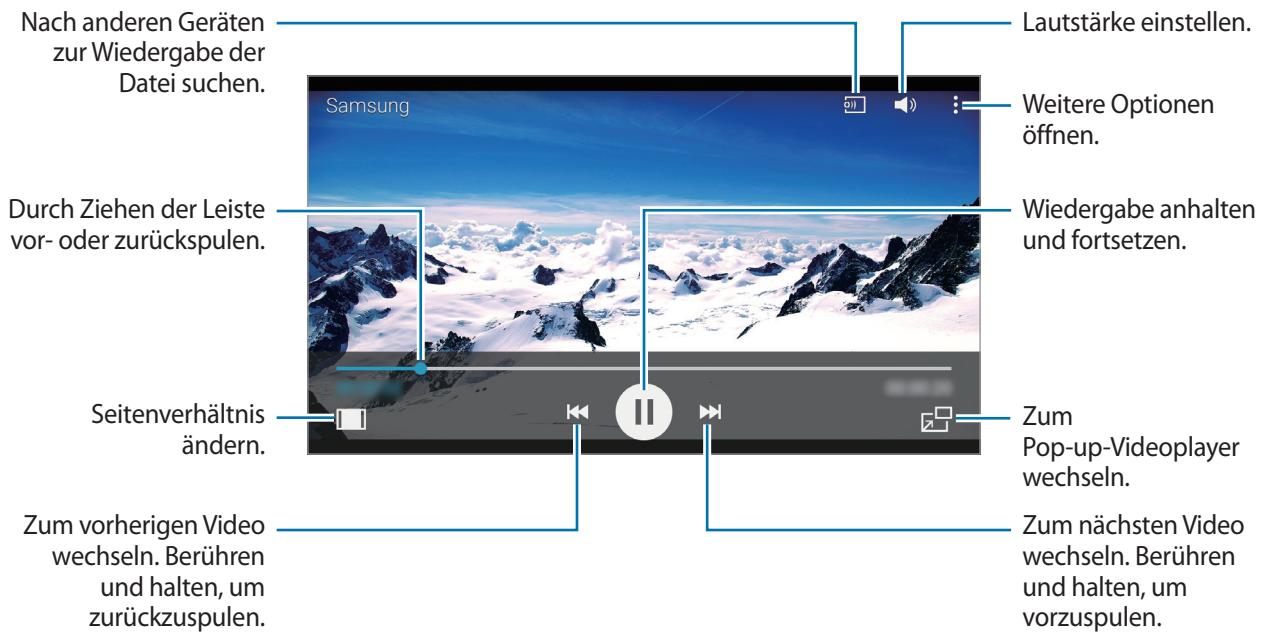 Nach anderen Geräten
zur Wiedergabe der
Datei suchen.
Lautstärke einstellen.
Samsung
Weitere Optionen
öffnen.
Durch Ziehen der Leiste
vor- oder zurückspulen.
Wiedergabe anhalten
und fortsetzen.
Seitenverhältnis
ändern.
Zum
Pop-up-Videoplayer
wechseln.
Zum vorherigen Video
wechseln. Berühren
und halten, um
zurückzuspulen.
Zum nächsten Video
wechseln. Berühren
und halten, um
vorzuspulen.